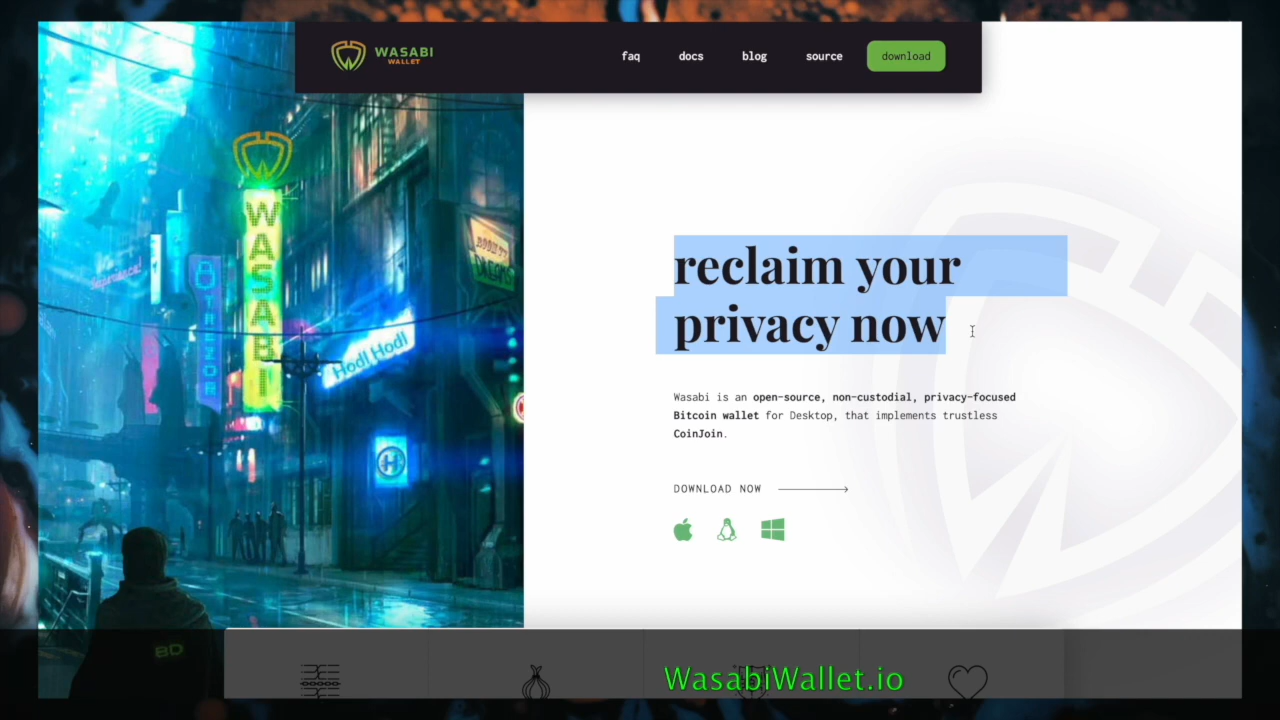 WASABI
WALLET
faq
docs
blog
source
download
WASABI
Hodl Hodl
reclaim your
privacy now
Wasabi is an open-source, non-custodial, privacy-focused
Bitcoin wallet for Desktop, that implements trustless
CoinJoin.
DOWNLOAD NOW
BD
WasabiWallet.io